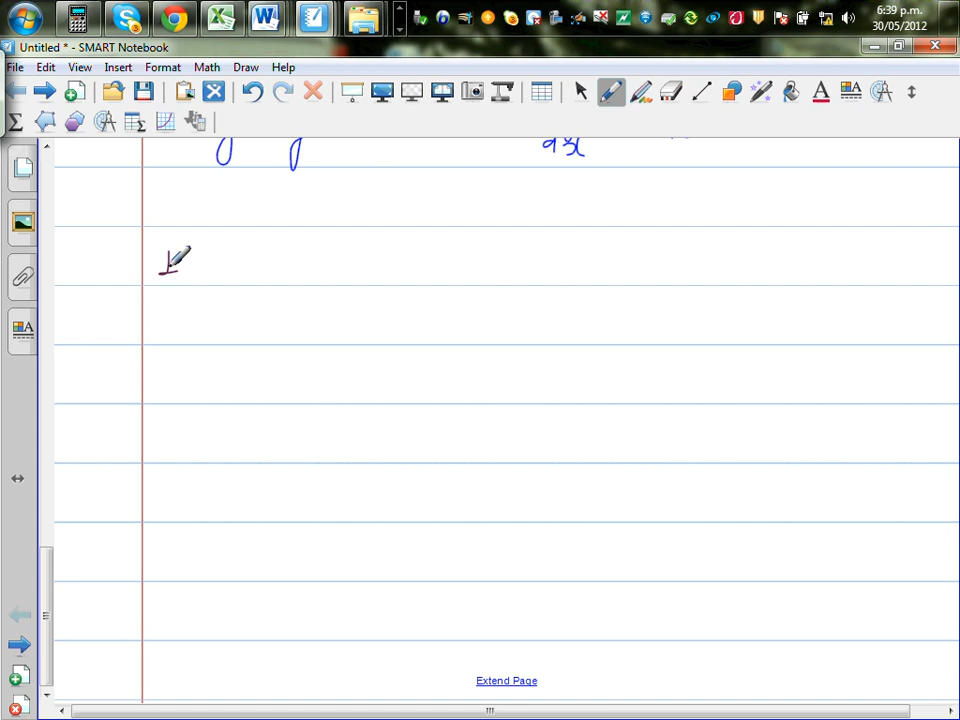 6:39 p.m.
30/05/2012
Untitled * - SMART Notebook
File Edit View Insert Format Math Draw Help
Extend Page